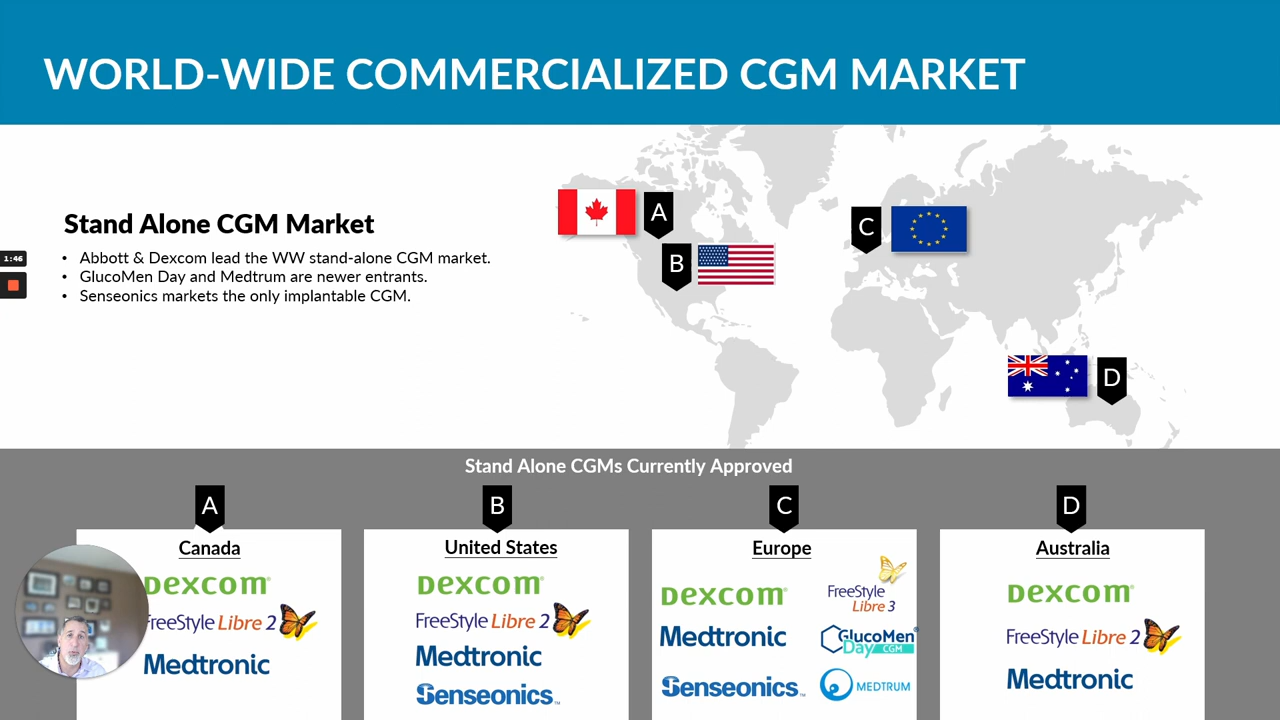 WORLD-WIDE COMMERCIALIZED CGM MARKET
Stand Alone CGM Market
• Abbott & Dexcom lead the WW stand-alone CGM market.
• GlucoMen Day and Medtrum are newer entrants.
• Senseonics markets the only implantable CGM.
1:46
A
B
C
D
Stand Alone CGMs Currently Approved
A
Canada
Dexcom
FreeStyle Libre 2
Medtronic
B
United States
Dexcom
FreeStyle Libre 2
Medtronic
Senseonics™
C
Europe
Dexcom®
FreeStyle
Libre 3
Medtronic
GlucoMen®
Day CGM
Senseonics™
MEDTRUM
D
Australia
Dexcom
FreeStyle Libre 2
Medtronic